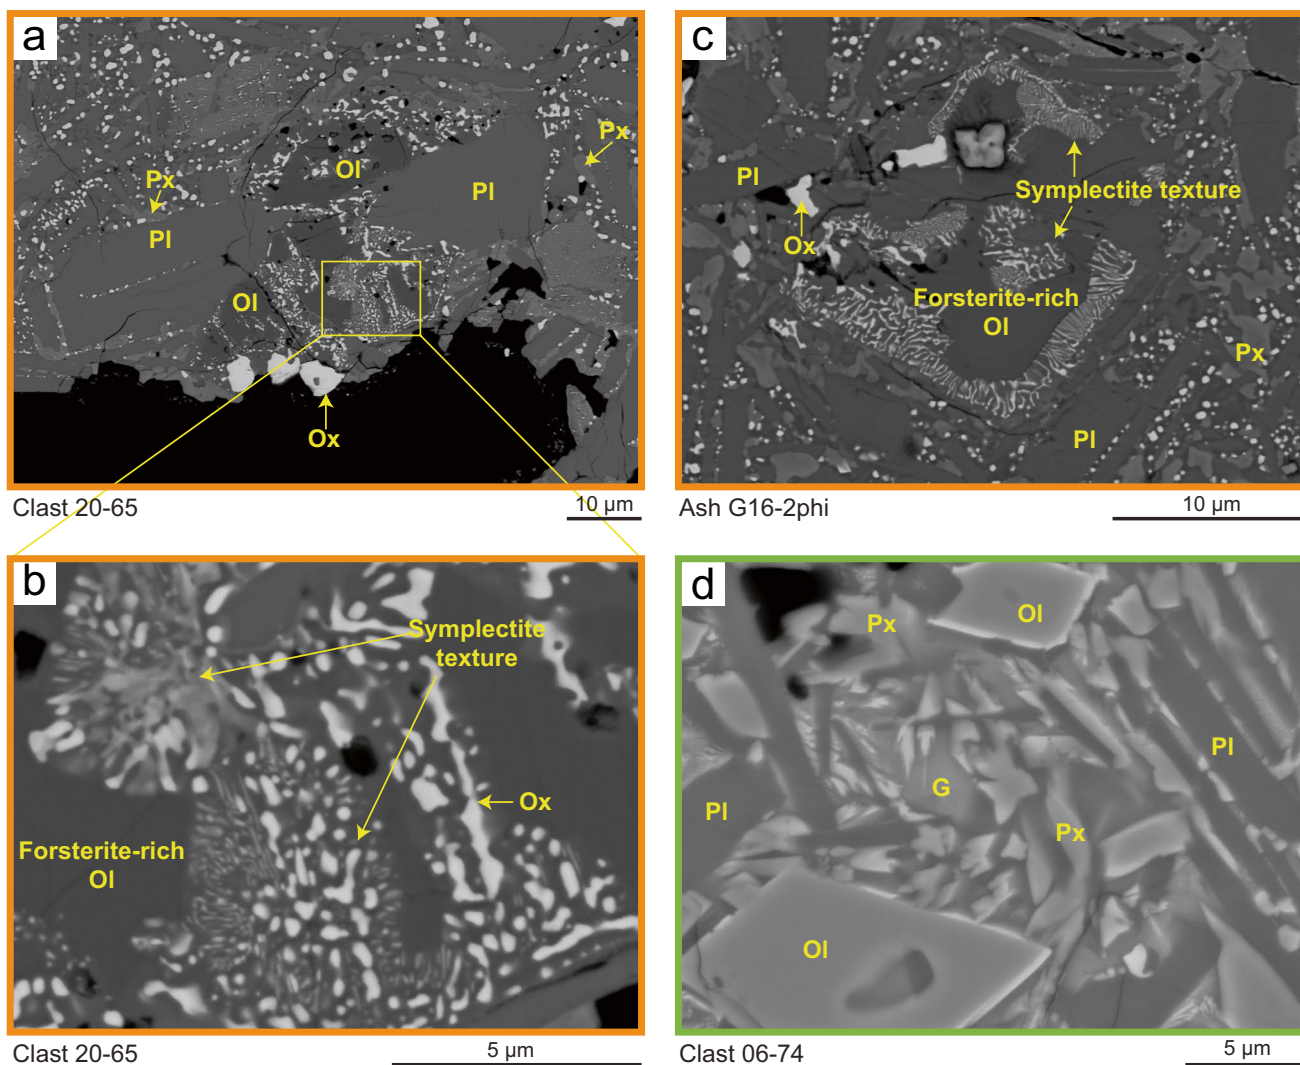 a
Px
Ol
Pl
Px
Pl
Ol
Ox
Clast 20-65
10 µm
c
Pl
Symplectite texture
Ox
Forsterite-rich
Ol
Px
Pl
Ash G16-2phi
10 µm
b
Symplectite
texture
Ox
Forsterite-rich
Ol
Clast 20-65
5 µm
d
Px
Ol
Pl
G
Pl
Px
Ol
Clast 06-74
5 µm